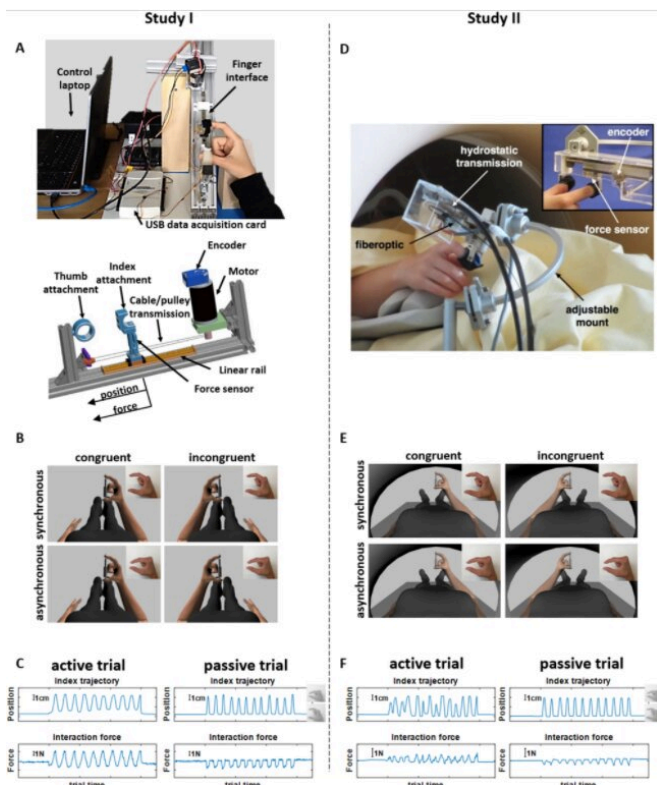 Study I
Study II
A
Control
laptop
Finger
interface
USB data acquisition card
Encoder
Index
attachment
Motor
Thumb
attachment
Cable/pulley
transmission
Linear rail
Force sensor
position
force
B
congruent
incongruent
synchronous
asynchronous
C
active trial
passive trial
Index trajectory
Index trajectory
Position
1cm
Position
1cm
Interaction force
Interaction force
Force
1N
Force
1N
trial time
trial time
D
encoder
hydrostatic
transmission
force sensor
fiberoptic
adjustable
mount
E
congruent
incongruent
synchronous
asynchronous
F
active trial
passive trial
Index trajectory
Index trajectory
Position
1cm
Position
1cm
Interaction force
Interaction force
Force
1N
Force
1N
trial time
trial time